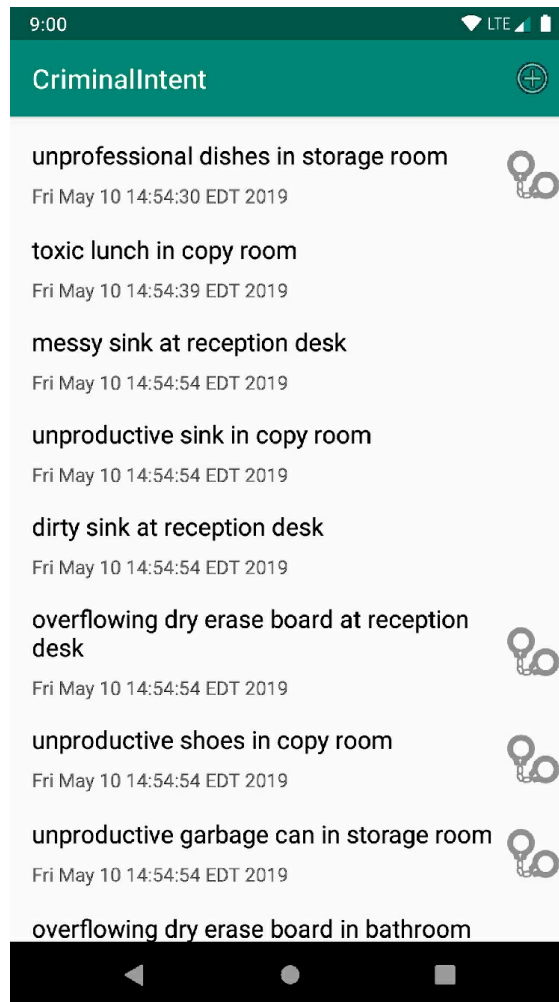 9:00
LTE
CriminalIntent
unprofessional dishes in storage room
Fri May 10 14:54:30 EDT 2019
toxic lunch in copy room
Fri May 10 14:54:39 EDT 2019
messy sink at reception desk
Fri May 10 14:54:54 EDT 2019
unproductive sink in copy room
Fri May 10 14:54:54 EDT 2019
dirty sink at reception desk
Fri May 10 14:54:54 EDT 2019
overflowing dry erase board at reception
desk
Fri May 10 14:54:54 EDT 2019
unproductive shoes in copy room
Fri May 10 14:54:54 EDT 2019
unproductive garbage can in storage room
Fri May 10 14:54:54 EDT 2019
overflowing dry erase board in bathroom